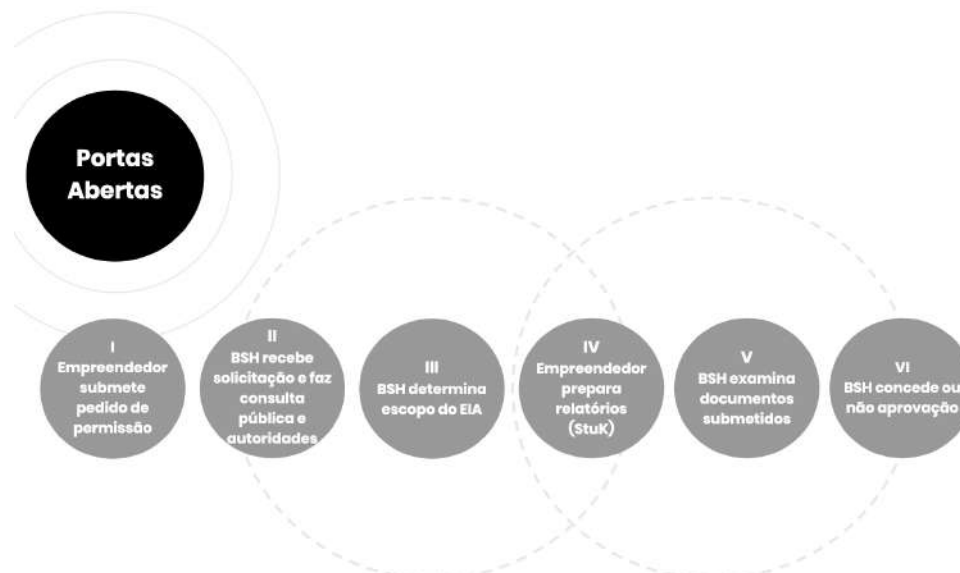 Portas
Abertas
I
Empreendedor
submete
pedido de
permissão
II
BSH recebe
solicitação e faz
consulta
pública e
autoridades
III
BSH determina
escopo do EIA
IV
Empreendedor
prepara
relatórios
(StuK)
V
BSH examina
documentos
submetidos
VI
BSH concede ou
não aprovação